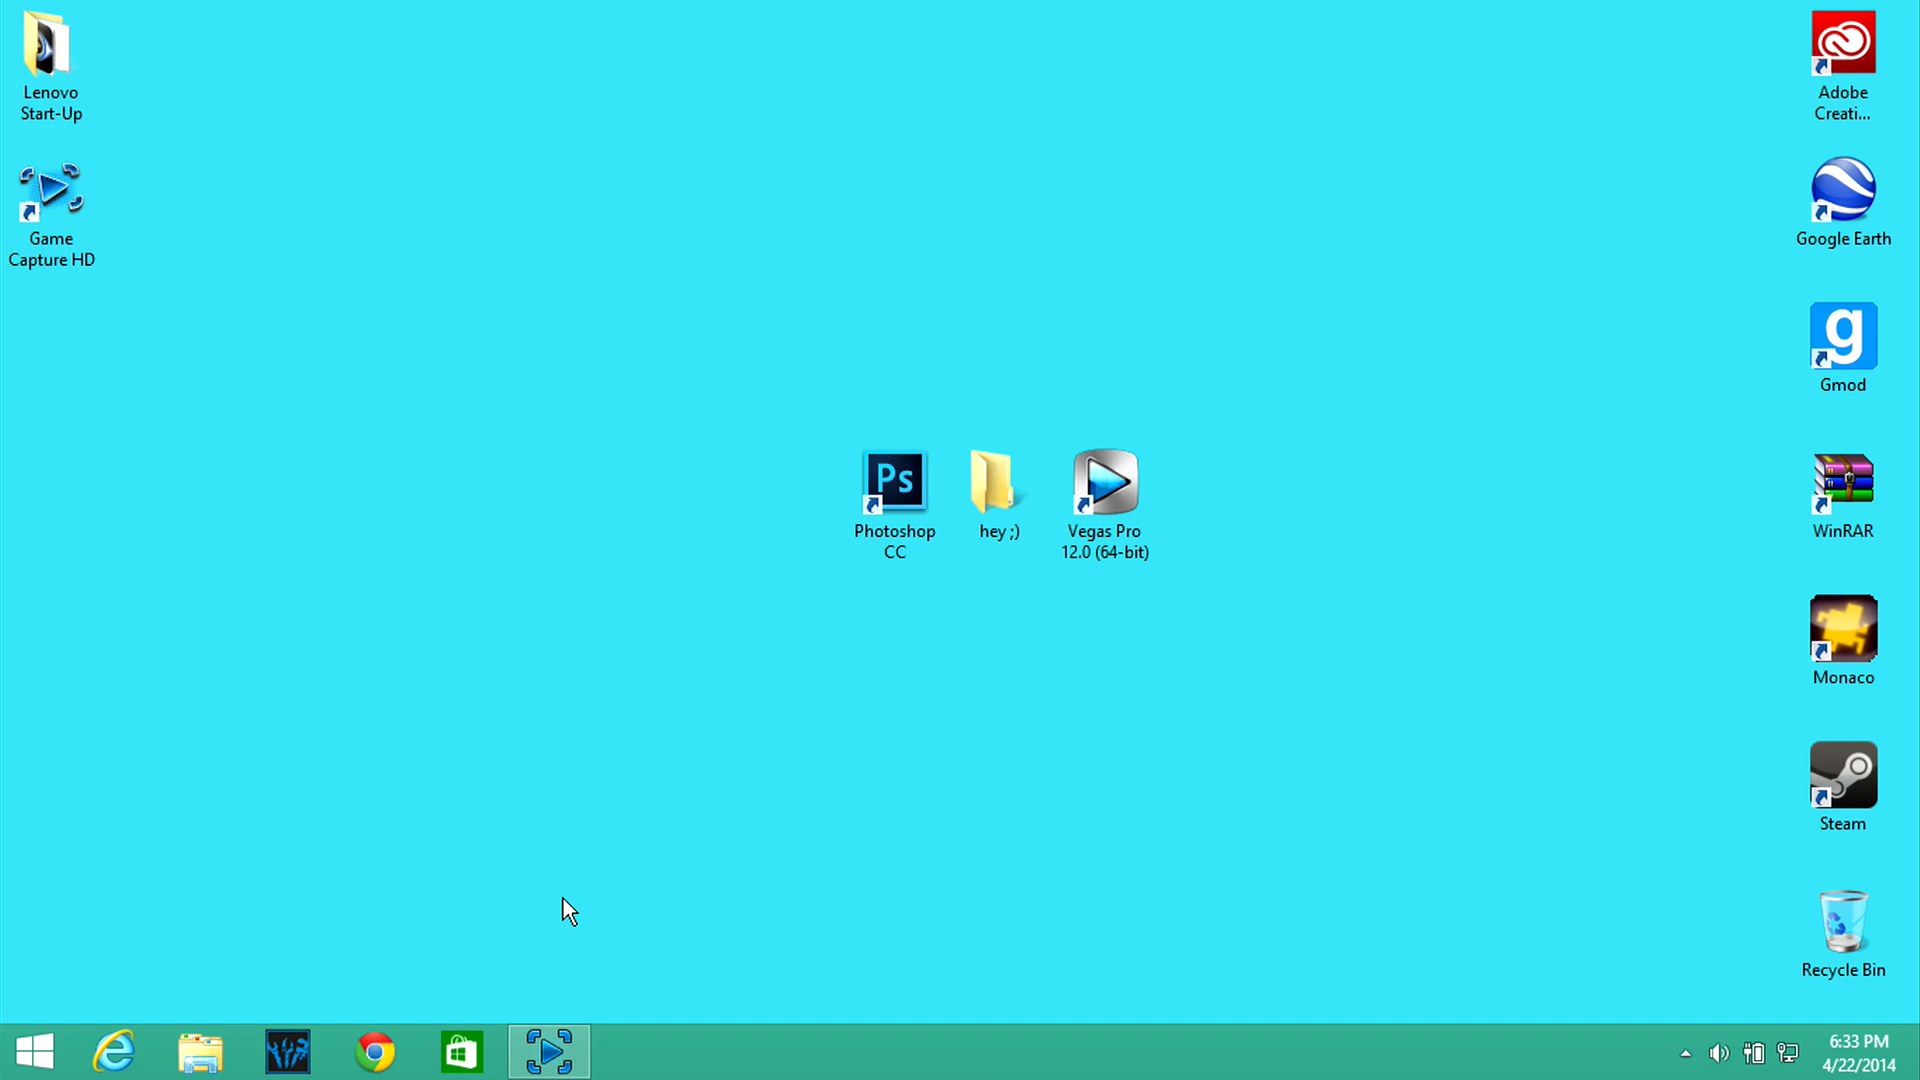 Lenovo
Start-Up
Game
Capture HD
Ps
Photoshop
CC
hey ;)
Vegas Pro
12.0 (64-bit)
Adobe
Creati...
Google Earth
g
Gmod
WinRAR
Monaco
Steam
Recycle Bin
6:33 PM
4/22/2014